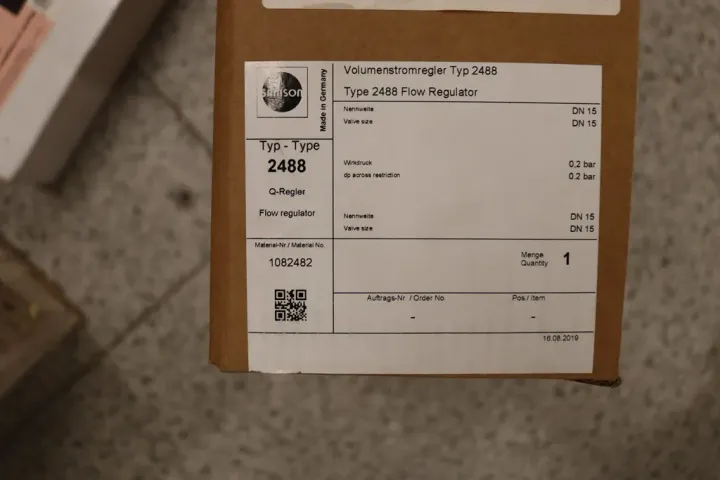 samson
Made in Germany
Typ - Type
2488
Q-Regler
Flow regulator
Material-Nr / Material No.
1082482
Volumenstromregler Typ 2488
Type 2488 Flow Regulator
Nennweite DN 15
Valve size DN 15
Wirkdruck 0,2 bar
dp across restriction 0.2 bar
Nennweite DN 15
Valve size DN 15
Menge
Quantity 1
Auftrags-Nr. / Order No Pos./ Item
- -
16.08.2019